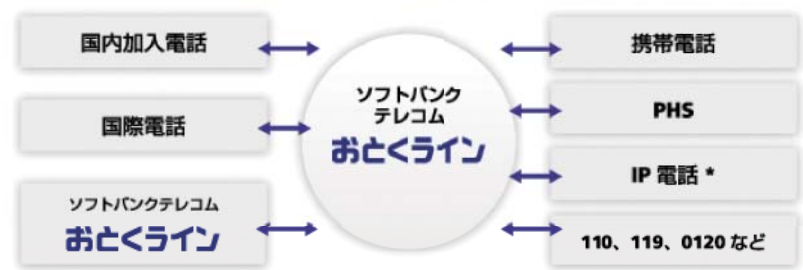 国内加入電話
国際電話
ソフトバンクテレコム
おとくライン
ソフトバンク
テレコム
おとくライン
携帯電話
PHS
IP 電話 *
110、119、0120 など